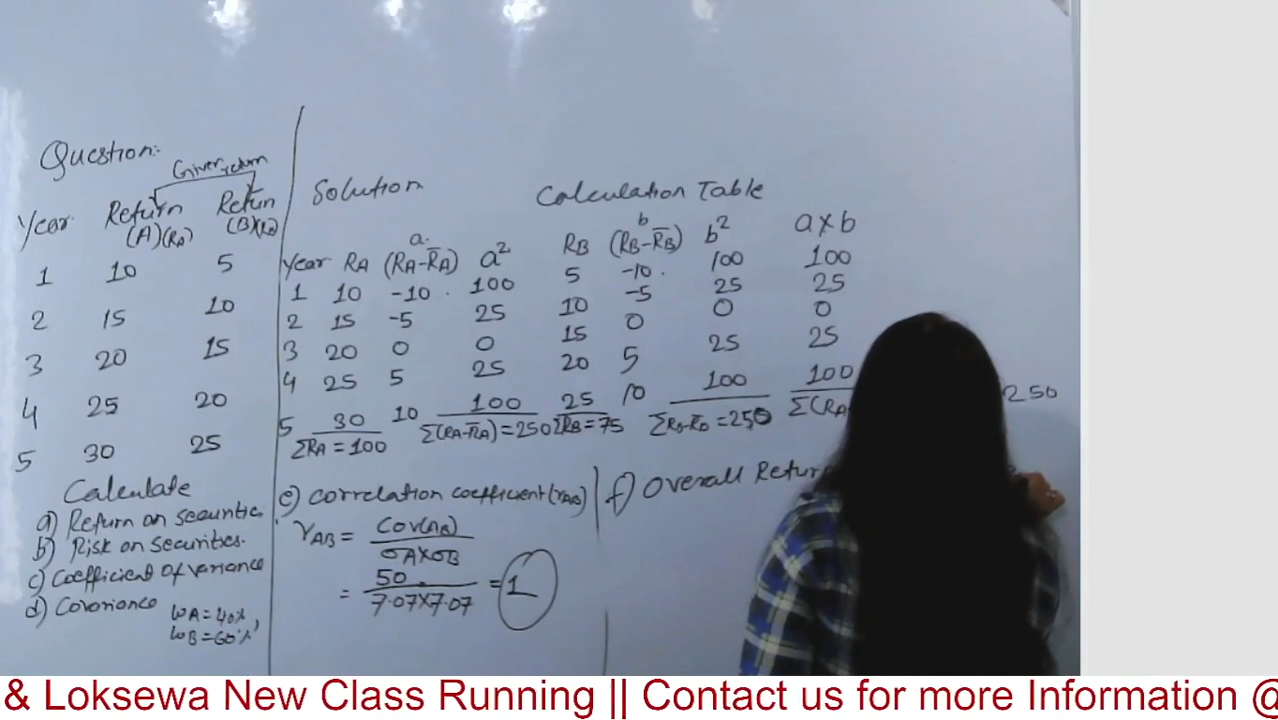 Question:-
Given return
Year Return (A)(RA) Return (B)(RB)
1 10 5
2 15 10
3 20 15
4 25 20
5 30 25
Calculate
a) Return on securities
b) Risk on securities.
c) Coefficient of variance
d) Covariance
WA = 40%,
WB = 60%
Solution
Calculation Table
a. b
Year RA (RA-R̄A) a² RB (RB-R̄B) b² axb
1 10 -10 100 5 -10 100 100
2 15 -5 25 10 -5 25 25
3 20 0 0 15 0 0 0
4 25 5 25 20 5 25 25
5 30 10 100 25 10 100 100
ΣRA = 100 Σ(RA-R̄A) = 250 ΣRB = 75 ΣRB-R̄B = 250 Σ(RA 250
e) Correlation coefficient (rAB)
rAB = Cov(AB) / σA×σB
= 50 / 7.07×7.07 = 1
f) Overall Retur
& Loksewa New Class Running || Contact us for more Information @